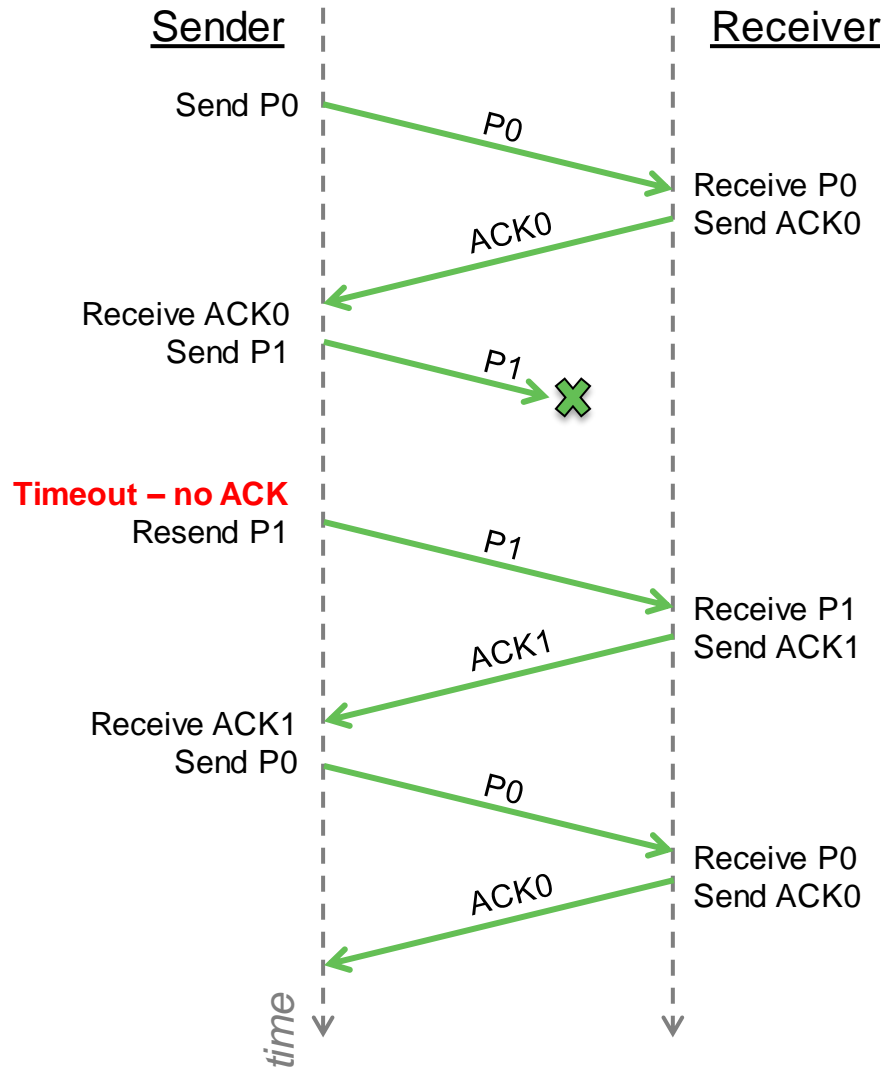 Sender
Receiver
Send P0
P0
Receive P0
Send ACK0
ACK0
Receive ACK0
Send P1
P1
Timeout – no ACK
Resend P1
P1
Receive P1
Send ACK1
ACK1
Receive ACK1
Send P0
P0
Receive P0
Send ACK0
ACK0
time